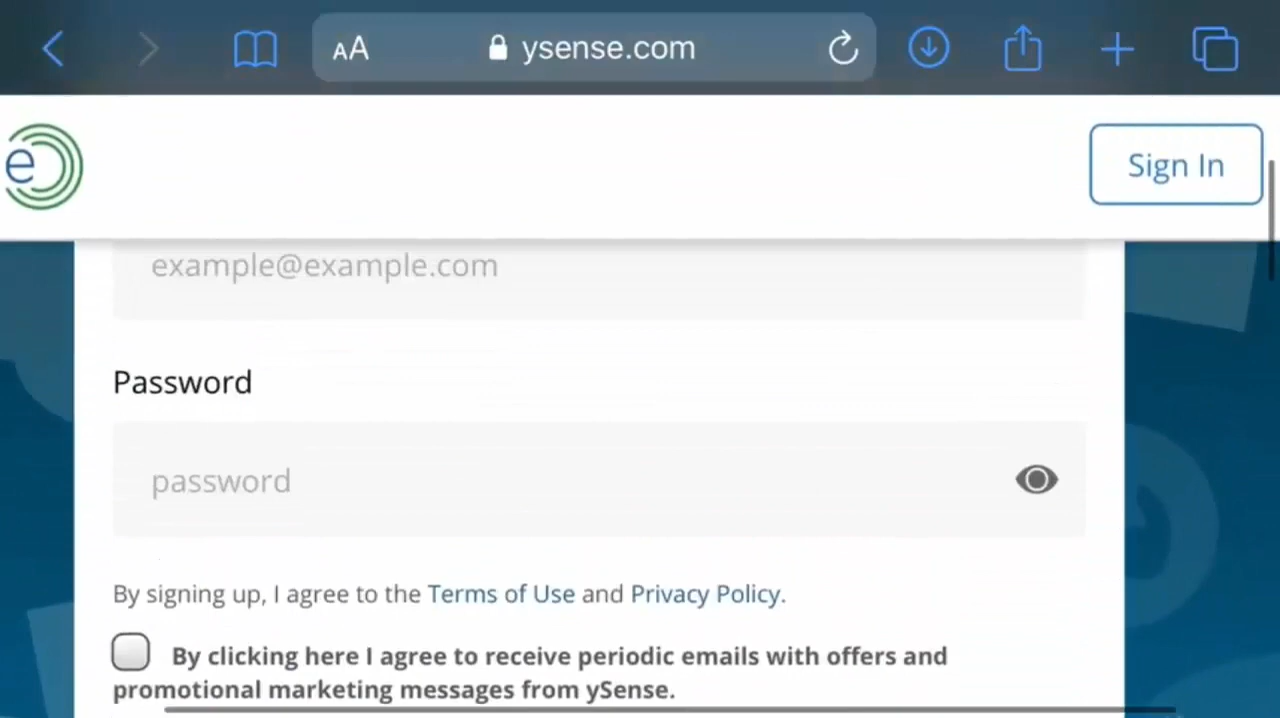 AA ysense.com
e
Sign In
example@example.com
Password
password
By signing up, I agree to the Terms of Use and Privacy Policy.
By clicking here I agree to receive periodic emails with offers and
promotional marketing messages from ySense.